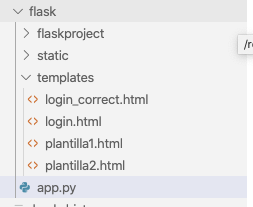 flask
flaskproject
static
templates
login_correct.html
login.html
plantilla1.html
plantilla2.html
app.py